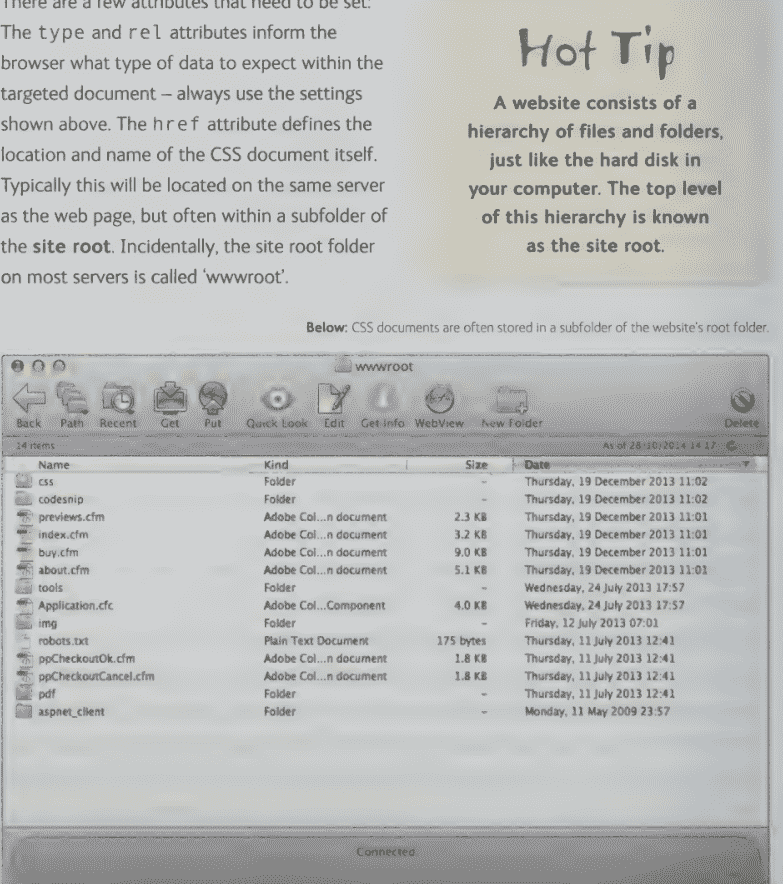 There are a few attributes that need to be set:
The type and rel attributes inform the
browser what type of data to expect within the
targeted document – always use the settings
shown above. The href attribute defines the
location and name of the CSS document itself.
Typically this will be located on the same server
as the web page, but often within a subfolder of
the site root. Incidentally, the site root folder
on most servers is called ‘wwwroot’.
Hot Tip
A website consists of a
hierarchy of files and folders,
just like the hard disk in
your computer. The top level
of this hierarchy is known
as the site root.
Below: CSS documents are often stored in a subfolder of the website's root folder.
wwwroot
Back Path Recent Get Put Quick Look Edit Get Info WebView New Folder Delete
14 items As of 28/10/2014 14 17
Name Kind Size Date
css Folder – Thursday, 19 December 2013 11:02
codesnip Folder – Thursday, 19 December 2013 11:02
previews.cfm Adobe Col...n document 2.3 KB Thursday, 19 December 2013 11:01
index.cfm Adobe Col...n document 3.2 KB Thursday, 19 December 2013 11:01
buy.cfm Adobe Col...n document 9.0 KB Thursday, 19 December 2013 11:01
about.cfm Adobe Col...n document 5.1 KB Thursday, 19 December 2013 11:01
tools Folder – Wednesday, 24 July 2013 17:57
Application.cfc Adobe Col...Component 4.0 KB Wednesday, 24 July 2013 17:57
img Folder – Friday, 12 July 2013 07:01
robots.txt Plain Text Document 175 bytes Thursday, 11 July 2013 12:41
ppCheckoutOk.cfm Adobe Col...n document 1.8 KB Thursday, 11 July 2013 12:41
ppCheckoutCancel.cfm Adobe Col...n document 1.8 KB Thursday, 11 July 2013 12:41
pdf Folder – Thursday, 11 July 2013 12:41
aspnet_client Folder – Monday, 11 May 2009 23:57
Connected